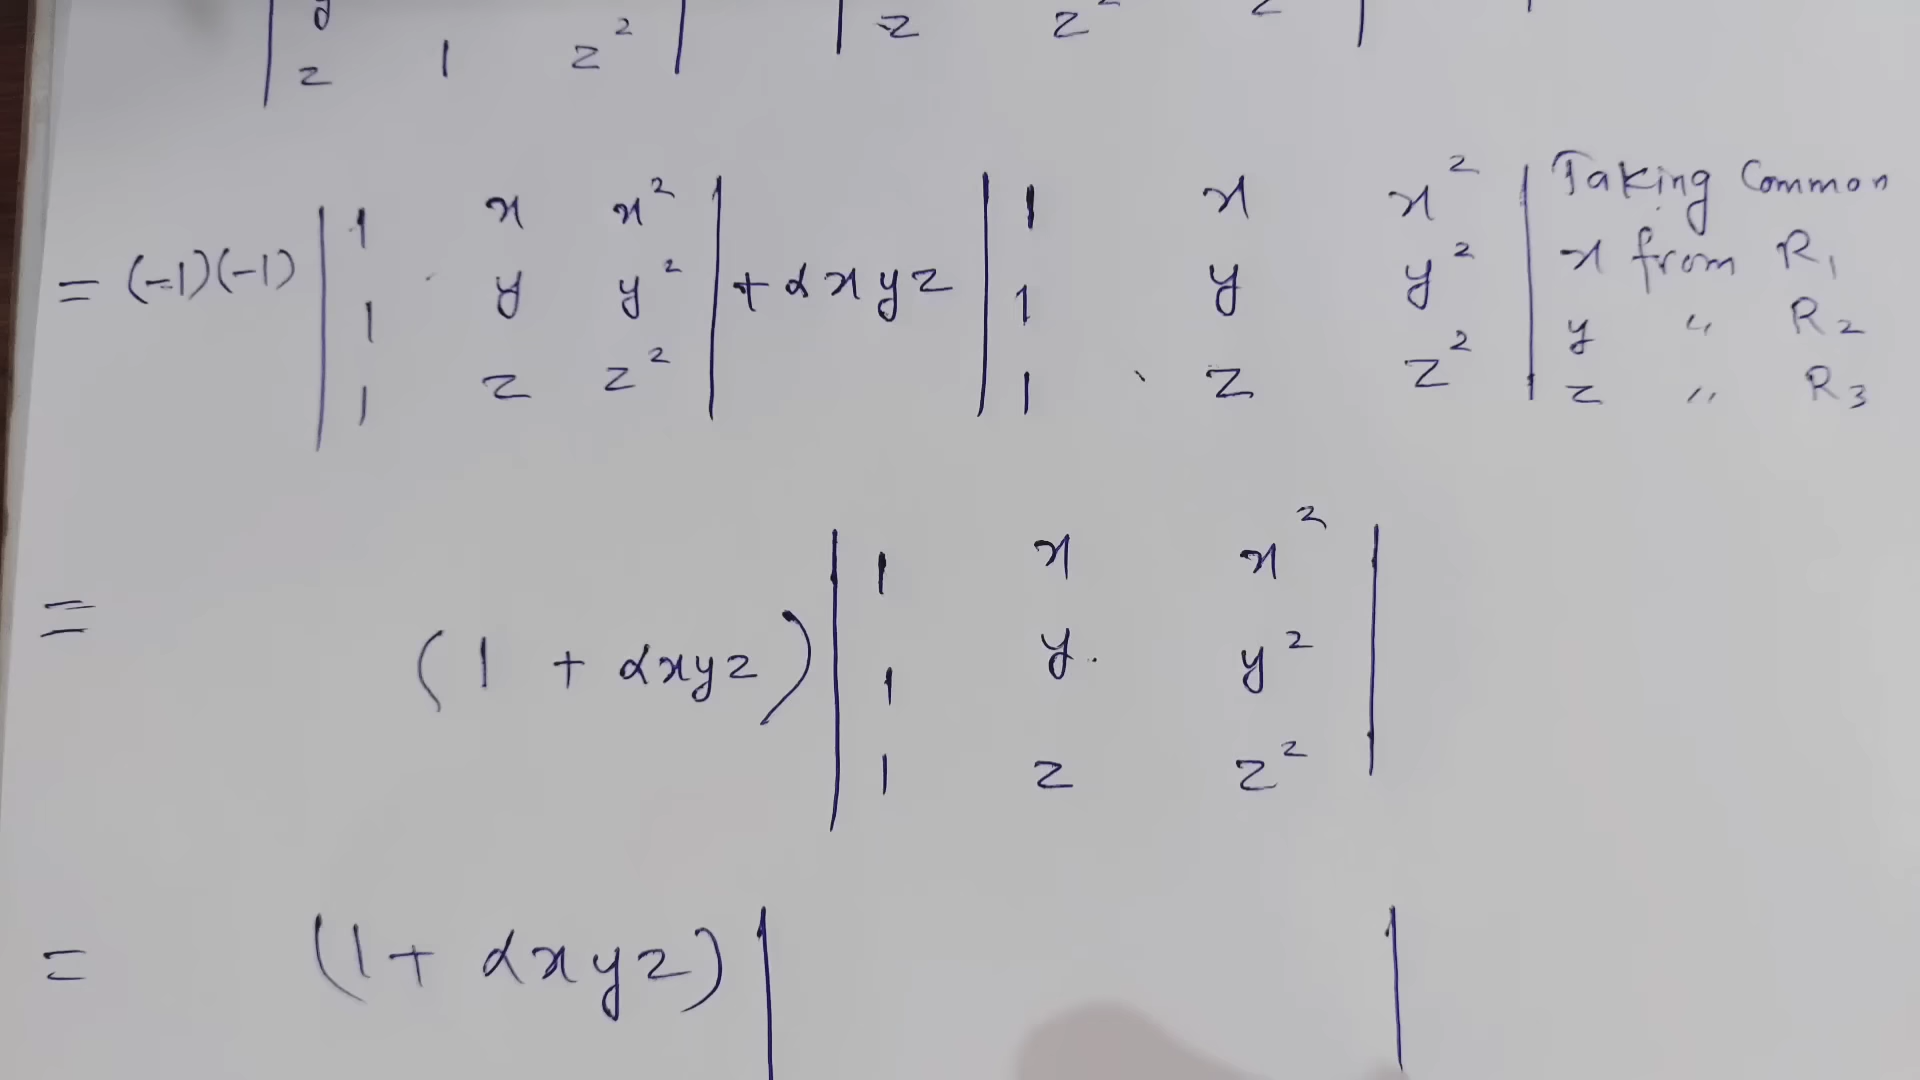 y
z 1 z² | z z² z
= (-1)(-1) | 1 x x² | + αxyz | 1 x x² | Taking Common
1 y y² | 1 y y² | x from R₁
1 z z² | 1 z z² | y " R₂
z " R₃
= (1 + αxyz) | 1 x x² |
1 y y²
1 z z²
= (1 + αxyz) | |